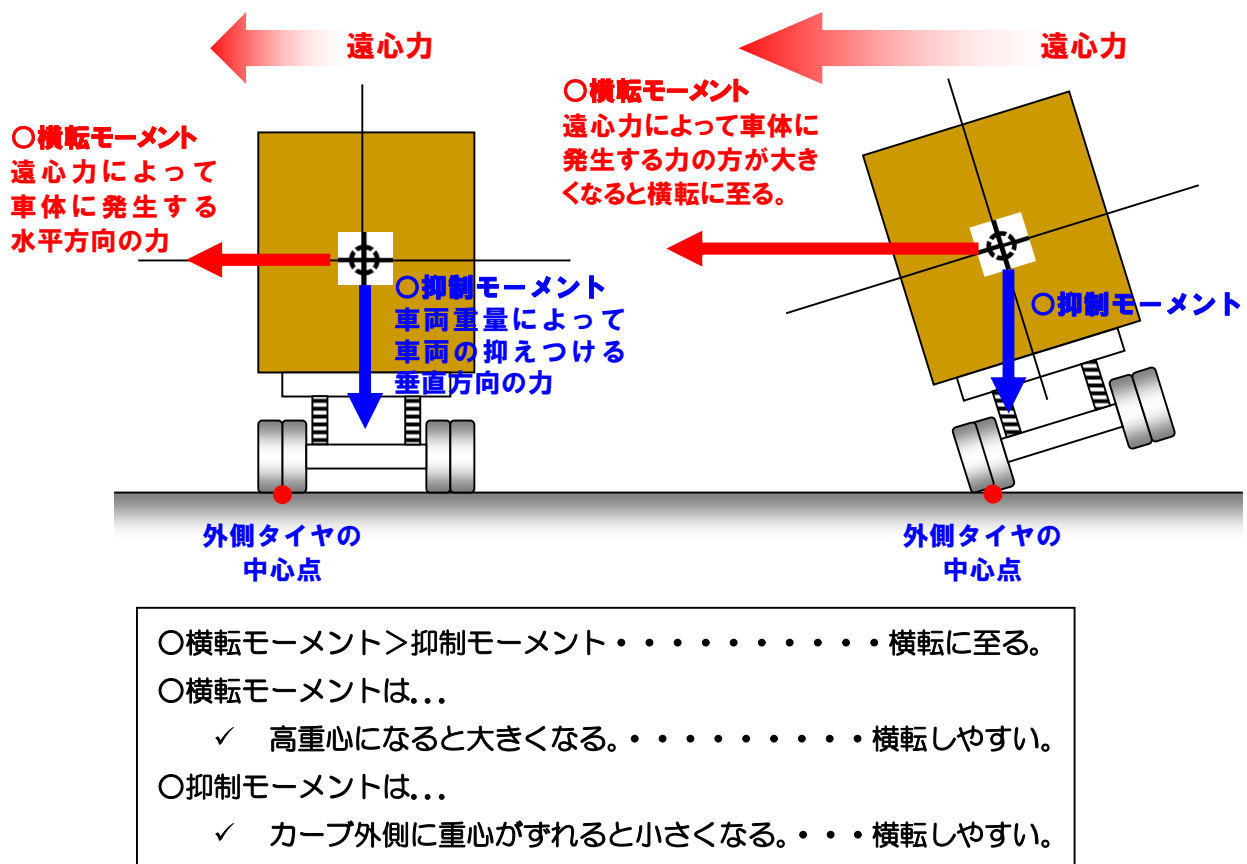 遠心力
○横転モーメント
遠心力によって
車体に発生する
水平方向の力
○抑制モーメント
車両重量によって
車両の抑えつける
垂直方向の力
外側タイヤの
中心点
遠心力
○横転モーメント
遠心力によって車体に
発生する力の方が大き
くなると横転に至る。
○抑制モーメント
外側タイヤの
中心点
○横転モーメント＞抑制モーメント・・・・・・・・・・横転に至る。
○横転モーメントは...
✓ 高重心になると大きくなる。・・・・・・・・・横転しやすい。
○抑制モーメントは...
✓ カーブ外側に重心がずれると小さくなる。・・・横転しやすい。